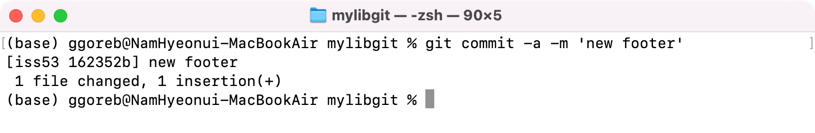 mylibgit — -zsh — 90×5
(base) ggoreb@NamHyeonui-MacBookAir mylibgit % git commit -a -m 'new footer'
[iss53 162352b] new footer
 1 file changed, 1 insertion(+)
(base) ggoreb@NamHyeonui-MacBookAir mylibgit %